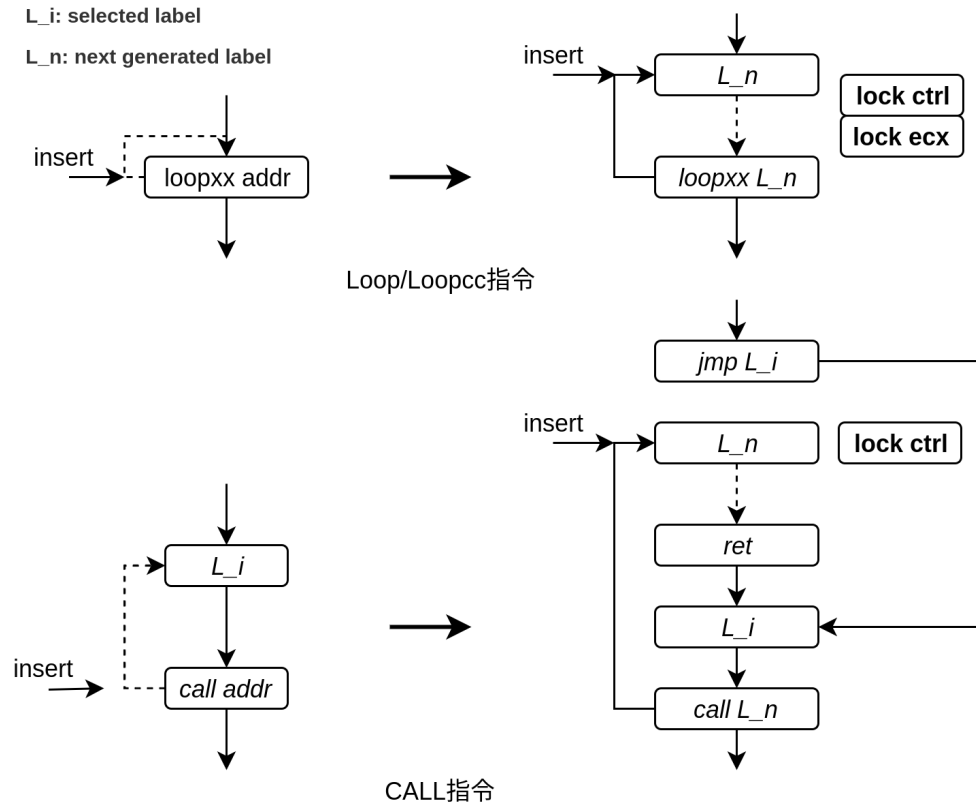 L_i: selected label
L_n: next generated label
insert
loopxx addr
insert
L_n
loopxx L_n
lock ctrl
lock ecx
Loop/Loopcc指令
insert
L_i
call addr
jmp L_i
insert
L_n
lock ctrl
ret
L_i
call L_n
CALL指令